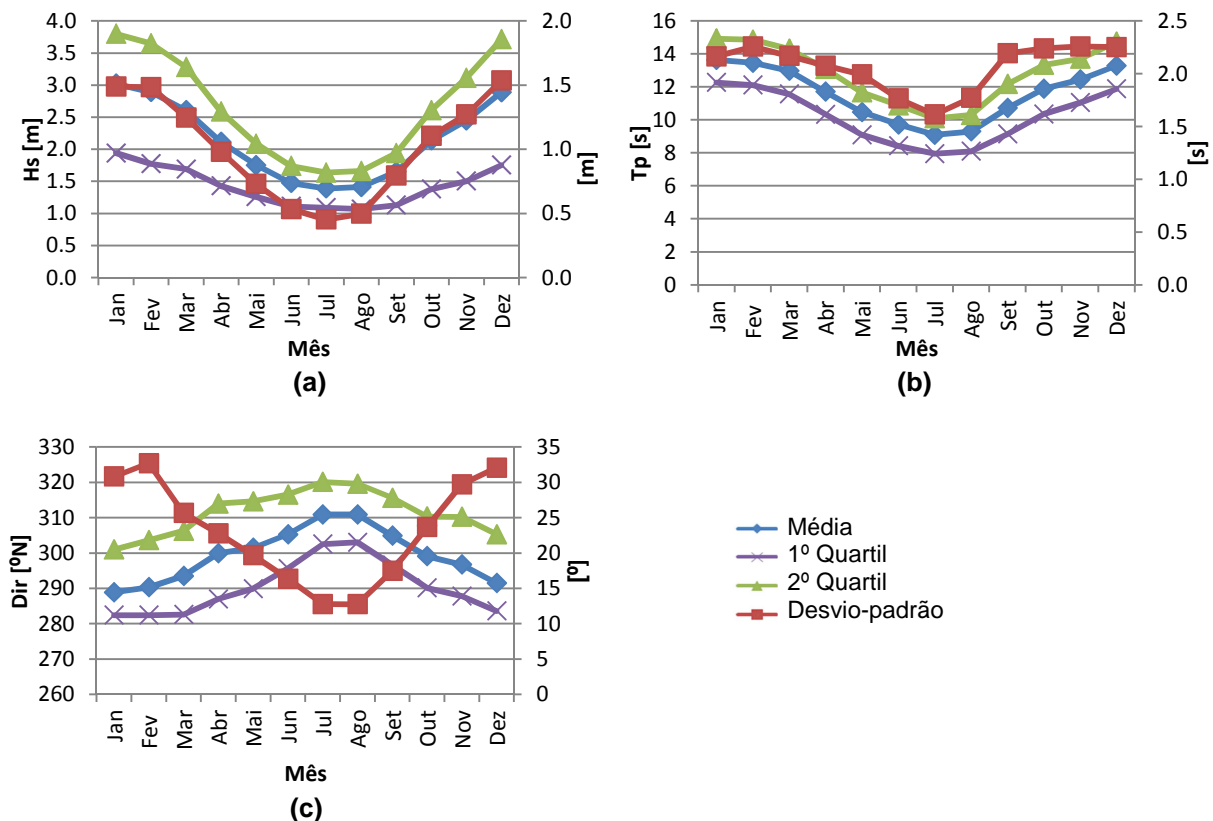 4.0
3.5
3.0
2.5
2.0
1.5
1.0
0.5
0.0
Hs [m]
2.0
1.5
1.0
0.5
0.0
[m]
Jan Fev Mar Abr Mai Jun Jul Ago Set Out Nov Dez
Mês
(a)
16
14
12
10
8
6
4
2
0
Tp [s]
2.5
2.0
1.5
1.0
0.5
0.0
[s]
Jan Fev Mar Abr Mai Jun Jul Ago Set Out Nov Dez
Mês
(b)
330
320
310
300
290
280
270
260
Dir [ºN]
35
30
25
20
15
10
5
0
[º]
Jan Fev Mar Abr Mai Jun Jul Ago Set Out Nov Dez
Mês
(c)
Média
1º Quartil
2º Quartil
Desvio-padrão